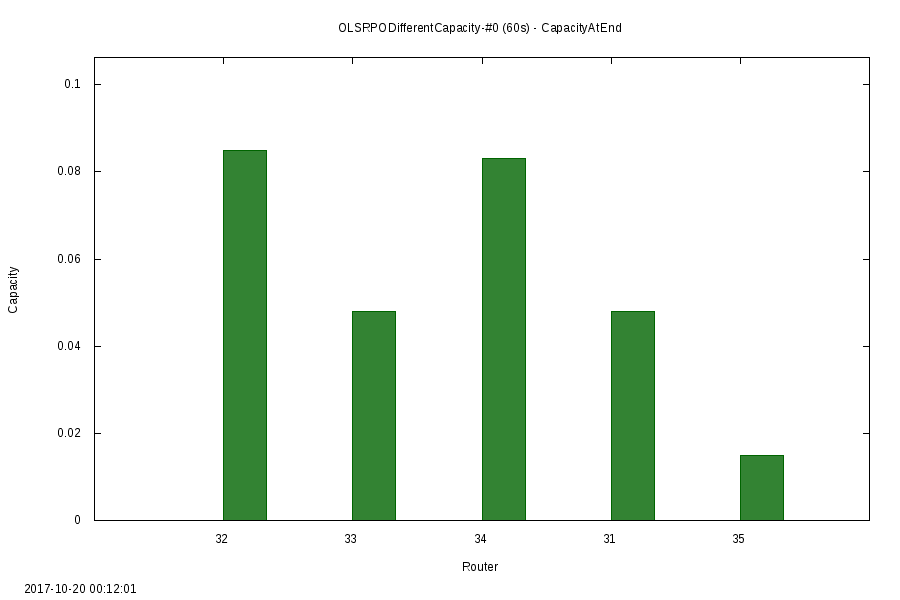 OLSRPODifferentCapacity-#0 (60s) - CapacityAtEnd
0.1
0.08
0.06
0.04
0.02
0
Capacity
32 33 34 31 35
Router
2017-10-20 00:12:01